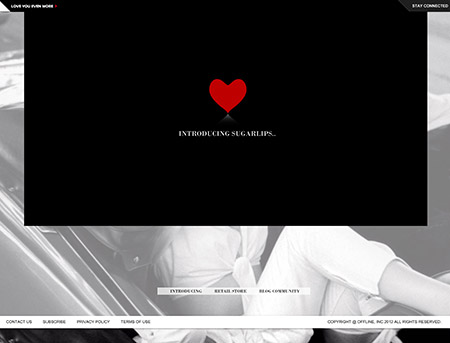 LOVE YOU EVEN MORE
STAY CONNECTED
INTRODUCING SUGARLIPS..
INTRODUCING RETAIL STORE BLOG COMMUNITY
CONTACT US SUBSCRIBE PRIVACY POLICY TERMS OF USE COPYRIGHT @ OFFLINE, INC 2012 ALL RIGHTS RESERVED.